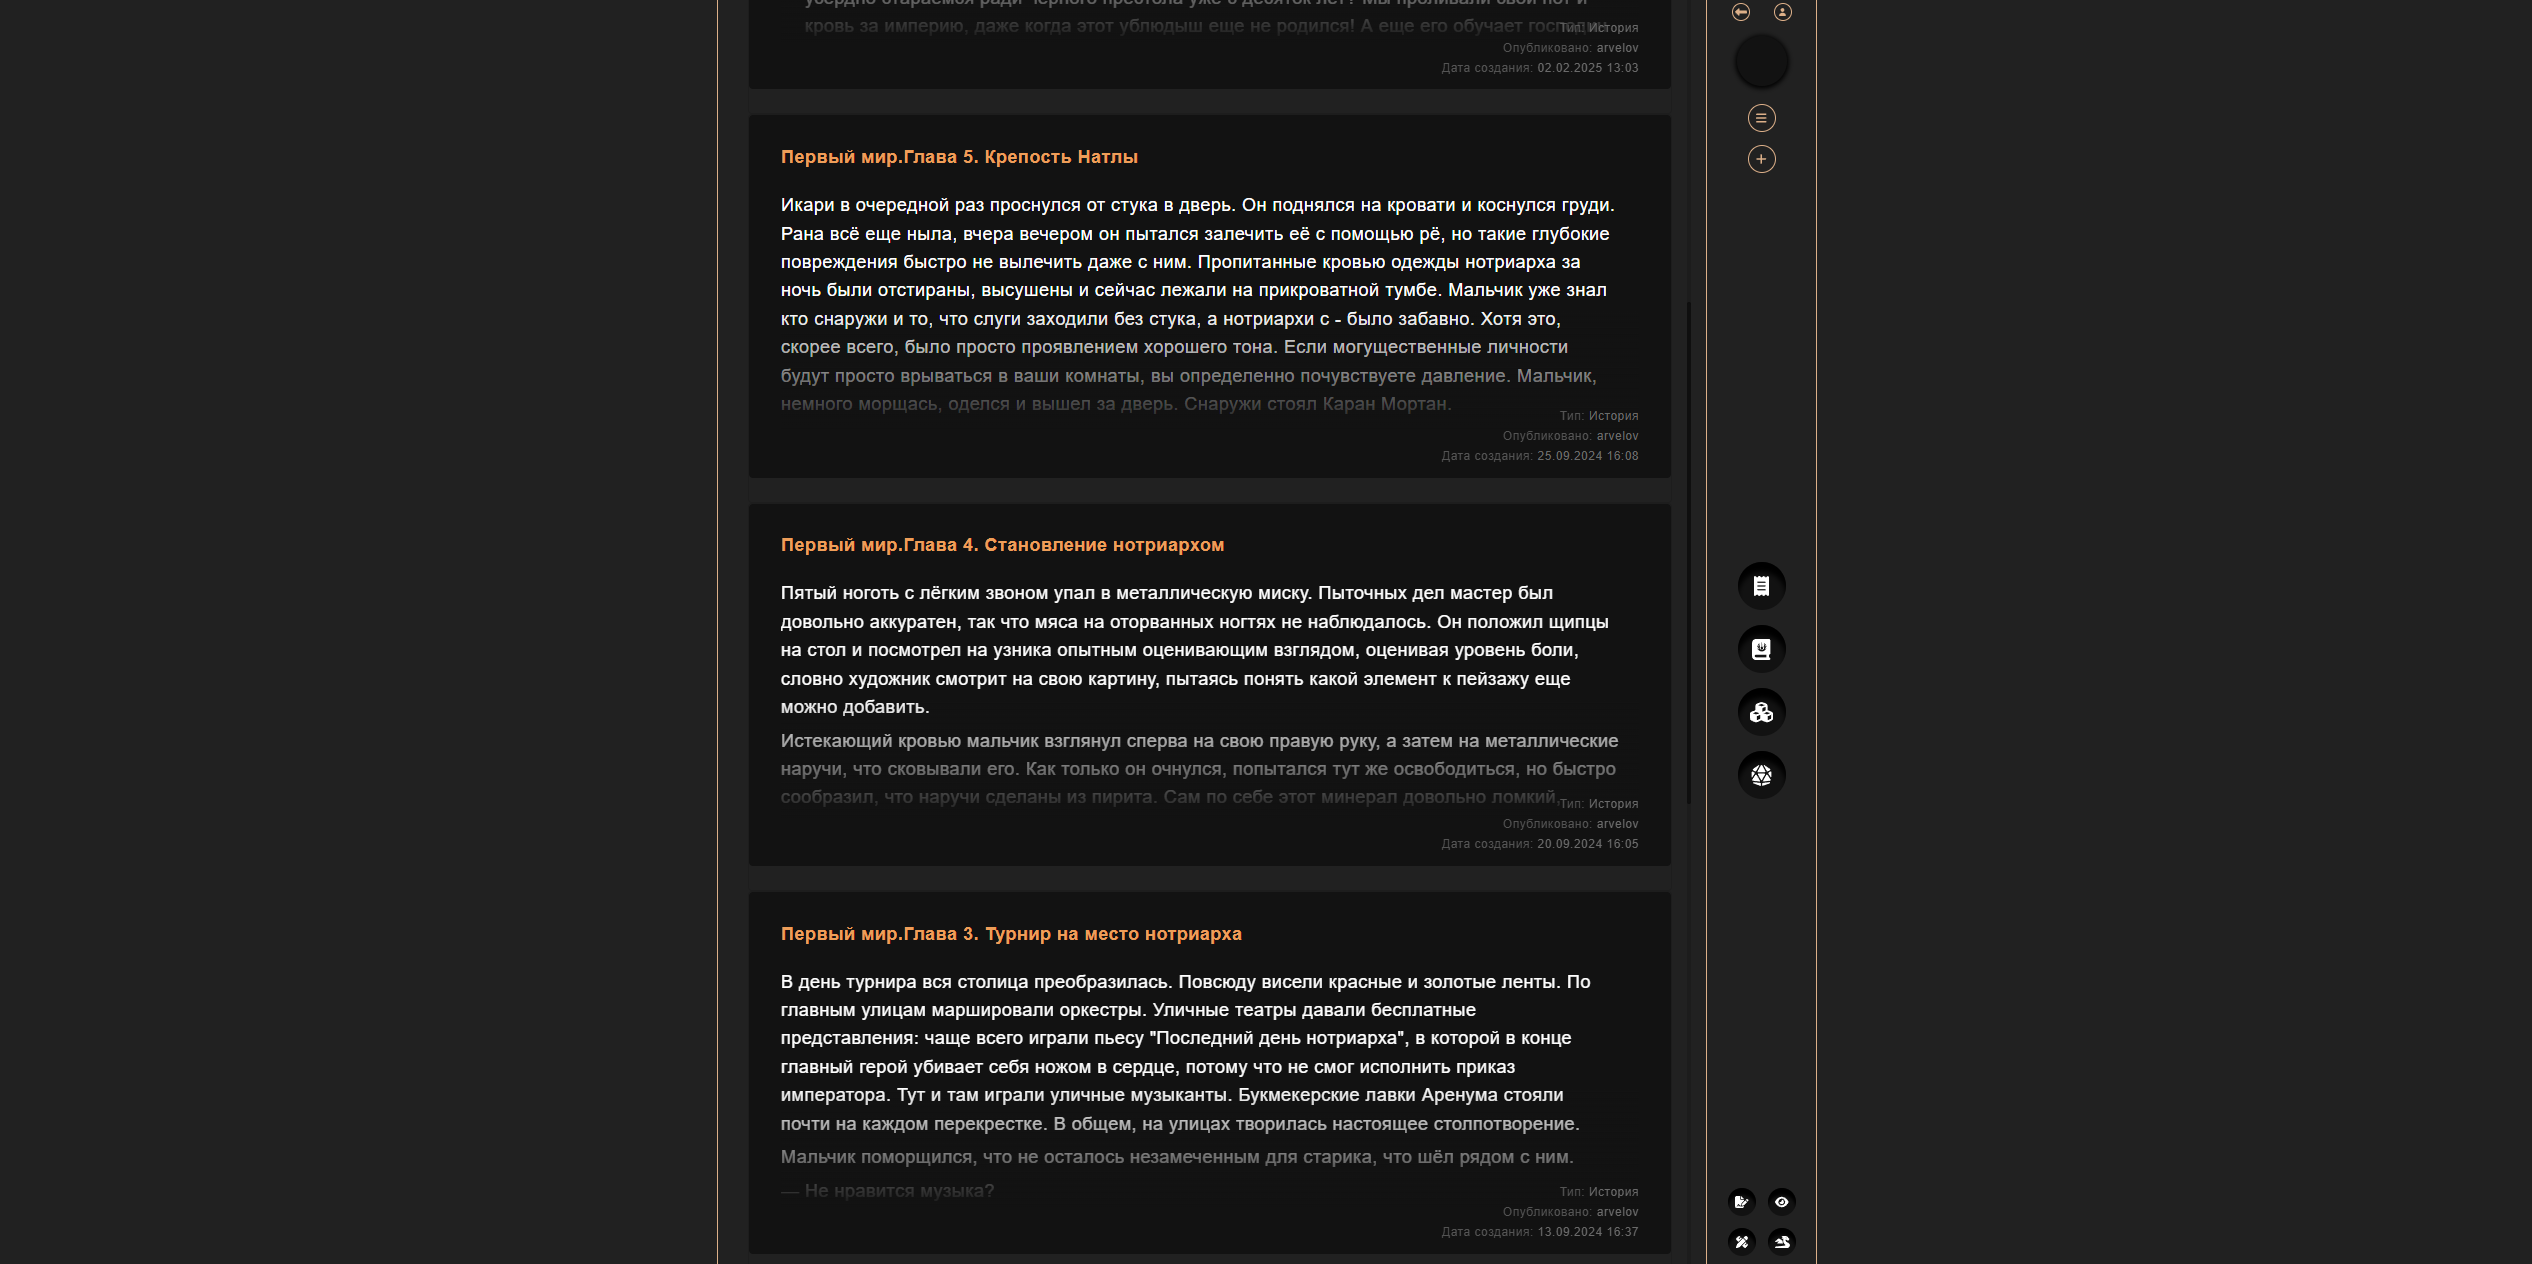 кровь за империю, даже когда этот ублюдыш еще не родился! А еще его обучает
Тип: История
Опубликовано: arvelov
Дата создания: 02.02.2025 13:03
Первый мир.Глава 5. Крепость Натлы
Икари в очередной раз проснулся от стука в дверь. Он поднялся на кровати и коснулся груди.
Рана всё еще ныла, вчера вечером он пытался залечить её с помощью рё, но такие глубокие
повреждения быстро не вылечить даже с ним. Пропитанные кровью одежды нотриарха за
ночь были отстираны, высушены и сейчас лежали на прикроватной тумбе. Мальчик уже знал
кто снаружи и то, что слуги заходили без стука, а нотриархи с - было забавно. Хотя это,
скорее всего, было просто проявлением хорошего тона. Если могущественные личности
будут просто врываться в ваши комнаты, вы определенно почувствуете давление. Мальчик,
немного морщась, оделся и вышел за дверь. Снаружи стоял Каран Мортан.
Тип: История
Опубликовано: arvelov
Дата создания: 25.09.2024 16:08
Первый мир.Глава 4. Становление нотриархом
Пятый ноготь с лёгким звоном упал в металлическую миску. Пыточных дел мастер был
довольно аккуратен, так что мяса на оторванных ногтях не наблюдалось. Он положил щипцы
на стол и посмотрел на узника опытным оценивающим взглядом, оценивая уровень боли,
словно художник смотрит на свою картину, пытаясь понять какой элемент к пейзажу еще
можно добавить.
Истекающий кровью мальчик взглянул сперва на свою правую руку, а затем на металлические
наручи, что сковывали его. Как только он очнулся, попытался тут же освободиться, но быстро
сообразил, что наручи сделаны из пирита. Сам по себе этот минерал довольно ломкий,
Тип: История
Опубликовано: arvelov
Дата создания: 20.09.2024 16:05
Первый мир.Глава 3. Турнир на место нотриарха
В день турнира вся столица преобразилась. Повсюду висели красные и золотые ленты. По
главным улицам маршировали оркестры. Уличные театры давали бесплатные
представления: чаще всего играли пьесу "Последний день нотриарха", в которой в конце
главный герой убивает себя ножом в сердце, потому что не смог исполнить приказ
императора. Тут и там играли уличные музыканты. Букмекерские лавки Аренума стояли
почти на каждом перекрестке. В общем, на улицах творилась настоящее столпотворение.
Мальчик поморщился, что не осталось незамеченным для старика, что шёл рядом с ним.
— Не нравится музыка?
Тип: История
Опубликовано: arvelov
Дата создания: 13.09.2024 16:37